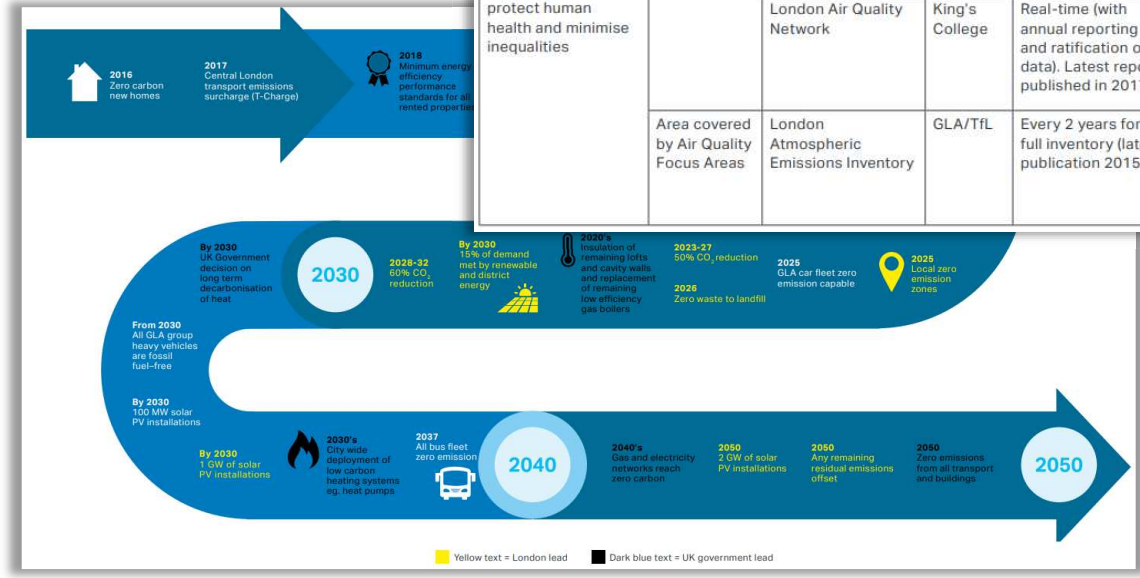 protect human
health and minimise
inequalities
London Air Quality
Network
King's
College
Real-time (with
annual reporting
and ratification
data). Latest
published in
Area covered
by Air Quality
Focus Areas
London
Atmospheric
Emissions Inventory
GLA/TfL
Every 2 years for
full inventory
publication 2015
2016
Zero carbon
new homes
2017
Central London
transport emissions
surcharge (T-Charge)
2018
Minimum energy
efficiency
performance
standards for all
rented properties
By 2030
UK Government
decision on
long term
decarbonisation
of heat
2030
2028-32
60% CO₂
reduction
By 2030
15% of demand
met by renewable
and district
energy
2020's
Insulation of
remaining lofts
and cavity walls
and replacement
of remaining
low efficiency
gas boilers
2023-27
50% CO₂ reduction
2026
Zero waste to landfill
2025
GLA car fleet zero
emission capable
2025
Local zero
emission
zones
From 2030
All GLA group
heavy vehicles
are fossil
fuel–free
By 2030
100 MW solar
PV installations
By 2030
1 GW of solar
PV installations
2030's
City wide
deployment of
low carbon
heating systems
eg. heat pumps
2037
All bus fleet
zero emission
2040
2040's
Gas and electricity
networks reach
zero carbon
2050
2 GW of solar
PV installations
2050
Any remaining
residual emissions
offset
2050
Zero emissions
from all transport
and buildings
2050
Yellow text = London lead
Dark blue text = UK government lead